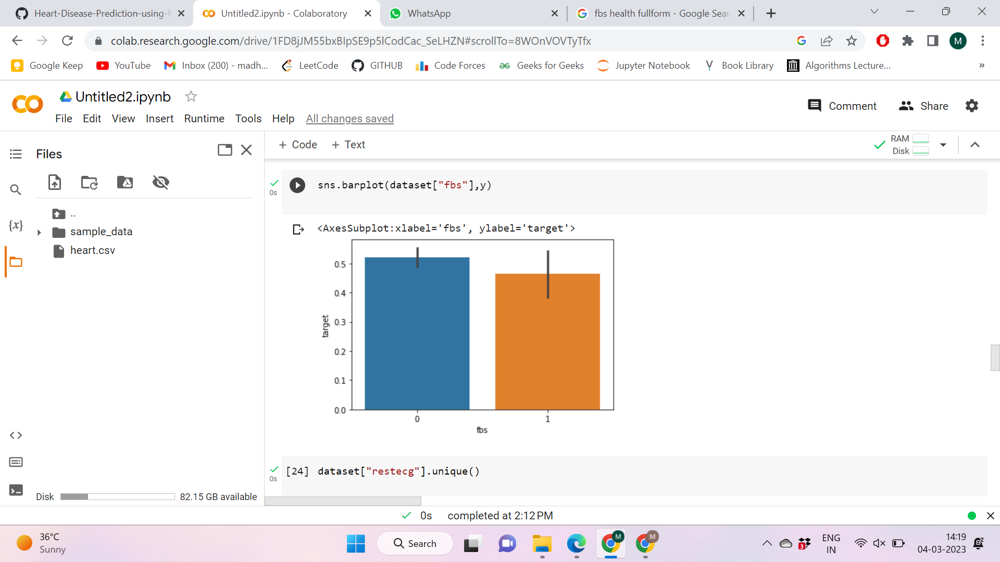 Heart-Disease-Prediction-using-M
Untitled2.ipynb - Colaboratory
WhatsApp
fbs health fullform - Google Sear
colab.research.google.com/drive/1FD8jJM55bxBIpSE9p5lCodCac_SeLHZN#scrollTo=8WOnVOVTyTfx
M
Google Keep
YouTube
Inbox (200) - madh...
LeetCode
GITHUB
Code Forces
Geeks for Geeks
Jupyter Notebook
Book Library
Algorithms Lecture...
»
Untitled2.ipynb
File Edit View Insert Runtime Tools Help All changes saved
Comment
Share
Files
+ Code + Text
RAM
Disk
..
sample_data
heart.csv
{x}
Disk
82.15 GB available
0s
sns.barplot(dataset["fbs"],y)
<AxesSubplot:xlabel='fbs', ylabel='target'>
0.5
0.4
0.3
0.2
0.1
0.0
target
0
1
fbs
0s
[24] dataset["restecg"].unique()
0s completed at 2:12 PM
36°C
Sunny
Search
M
M
3
ENG
IN
14:19
04-03-2023